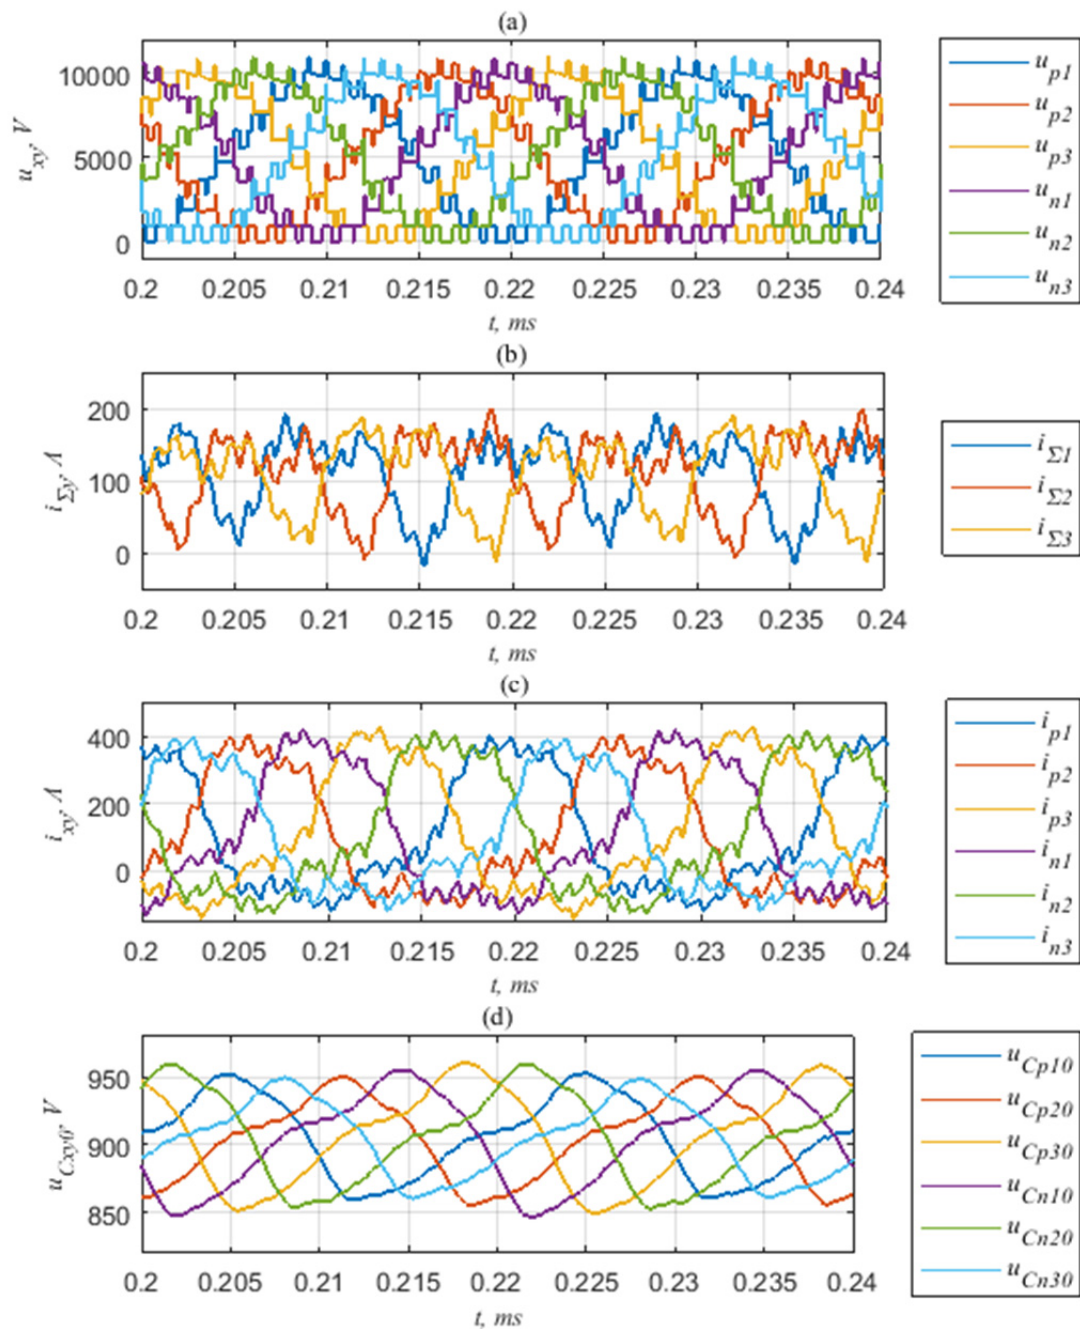 (a)
10000
5000
0
u_xy, V
0.2 0.205 0.21 0.215 0.22 0.225 0.23 0.235 0.24
t, ms
u_p1
u_p2
u_p3
u_n1
u_n2
u_n3
(b)
200
100
0
i_Σy, A
0.2 0.205 0.21 0.215 0.22 0.225 0.23 0.235 0.24
t, ms
i_Σ1
i_Σ2
i_Σ3
(c)
400
200
0
i_xy, A
0.2 0.205 0.21 0.215 0.22 0.225 0.23 0.235 0.24
t, ms
i_p1
i_p2
i_p3
i_n1
i_n2
i_n3
(d)
950
900
850
u_Cxy0, V
0.2 0.205 0.21 0.215 0.22 0.225 0.23 0.235 0.24
t, ms
u_Cp10
u_Cp20
u_Cp30
u_Cn10
u_Cn20
u_Cn30